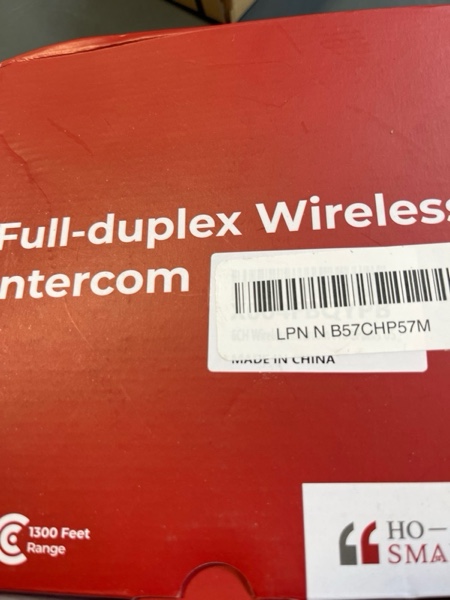 Full-duplex Wireless
ntercom
LPN N B57CHP57M
MADE IN CHINA
1300 Feet
Range
HO—
SMA